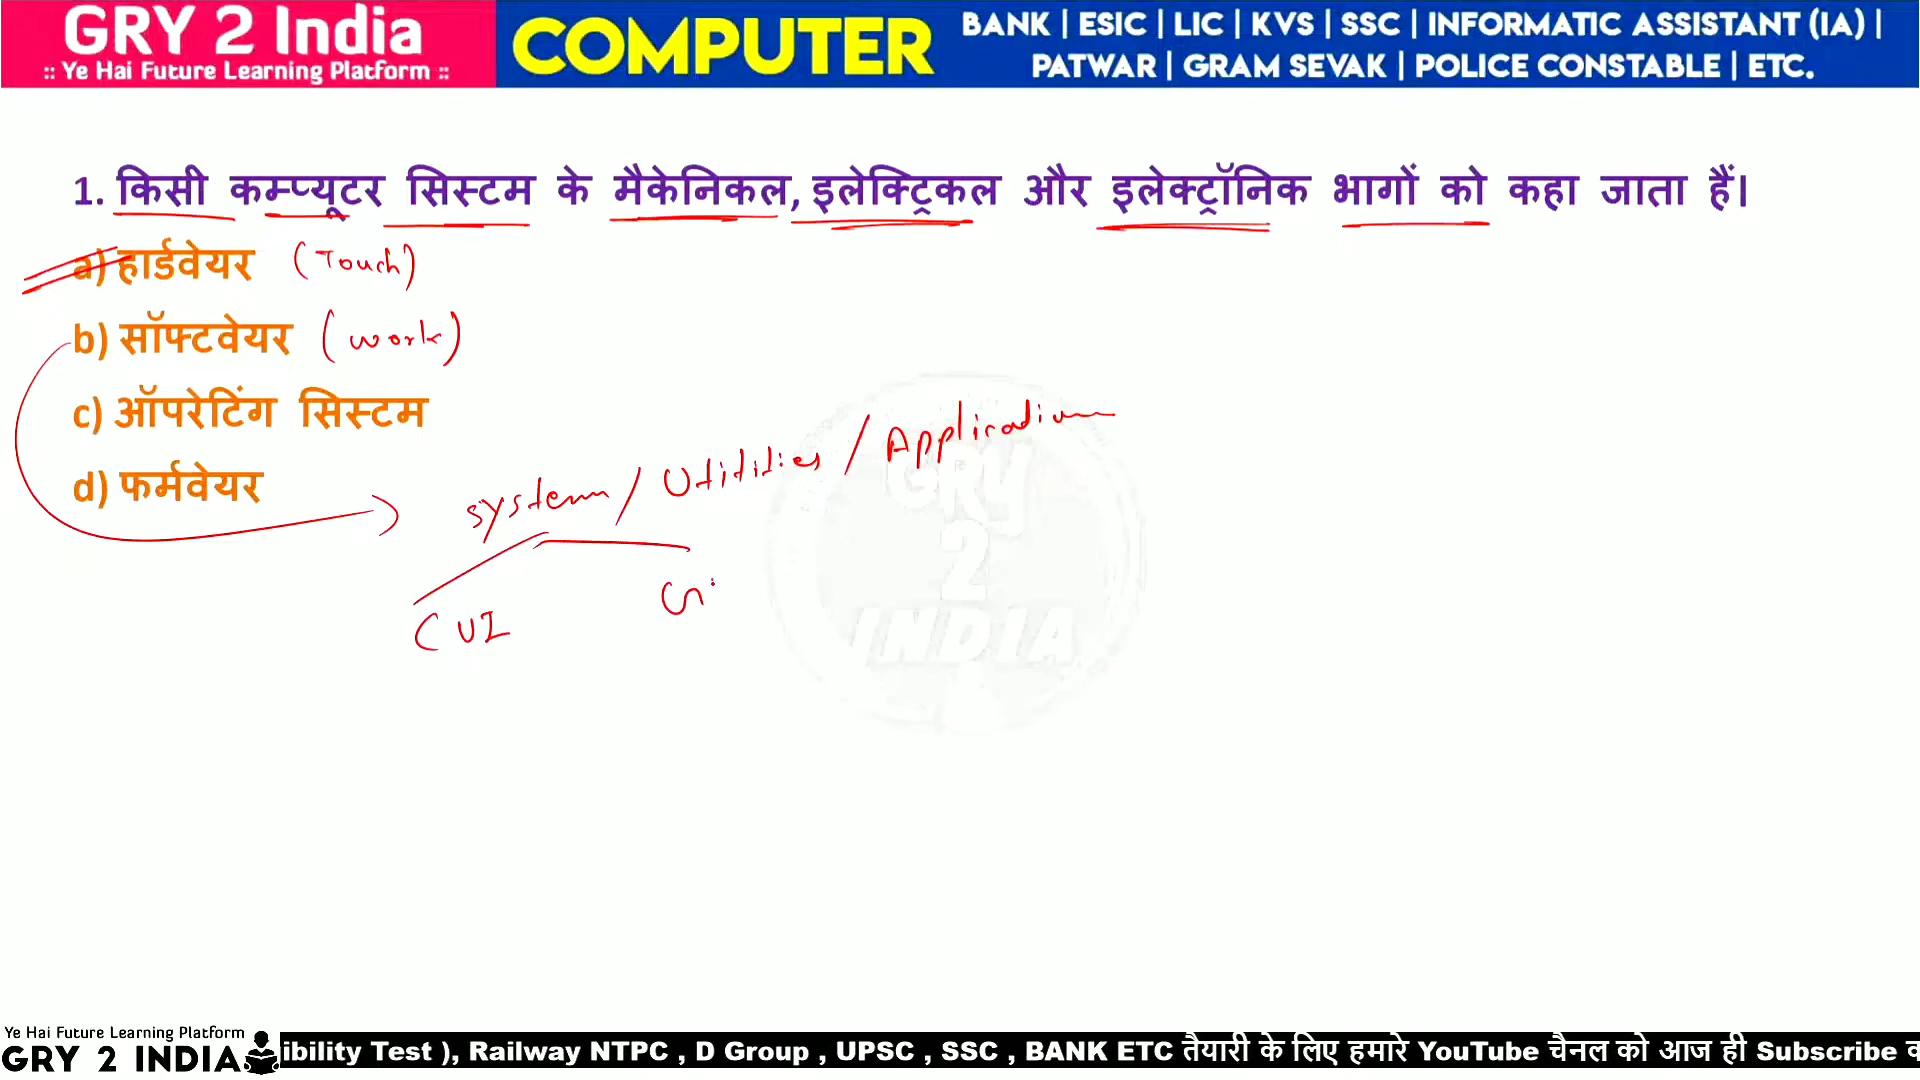 GRY 2 India
:: Ye Hai Future Learning Platform ::
COMPUTER
BANK | ESIC | LIC | KVS | SSC | INFORMATIC ASSISTANT (IA) |
PATWAR | GRAM SEVAK | POLICE CONSTABLE | ETC.
1. किसी कम्प्यूटर सिस्टम के मैकेनिकल, इलेक्ट्रिकल और इलेक्ट्रॉनिक भागों को कहा जाता हैं।
a) हार्डवेयर (Touch)
b) सॉफ्टवेयर (work)
c) ऑपरेटिंग सिस्टम
d) फर्मवेयर
system / Utilities / Application
CUI
G
GRY
2
INDIA
Ye Hai Future Learning Platform
GRY 2 INDIA
ibility Test ), Railway NTPC , D Group , UPSC , SSC , BANK ETC तैयारी के लिए हमारे YouTube चैनल को आज ही Subscribe